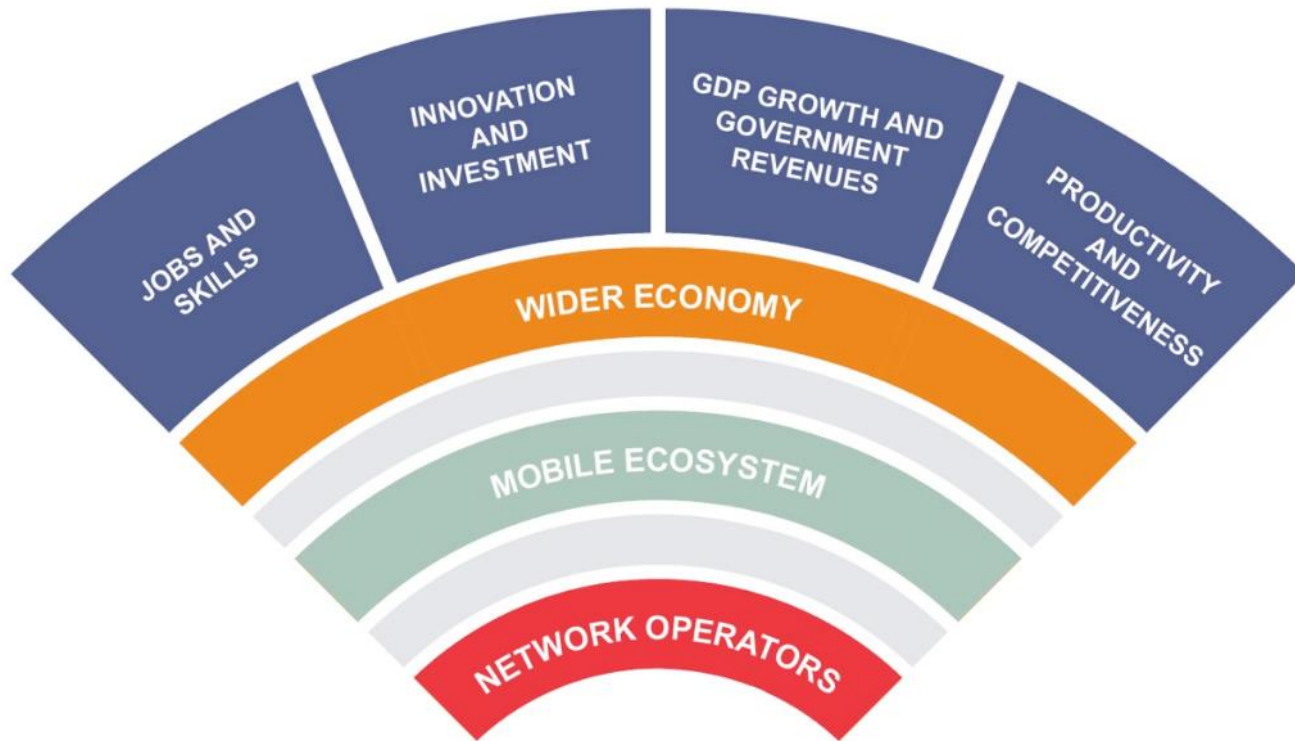 JOBS AND
SKILLS
INNOVATION
AND
INVESTMENT
GDP GROWTH AND
GOVERNMENT
REVENUES
PRODUCTIVITY
AND
COMPETITIVENESS
WIDER ECONOMY
MOBILE ECOSYSTEM
NETWORK OPERATORS